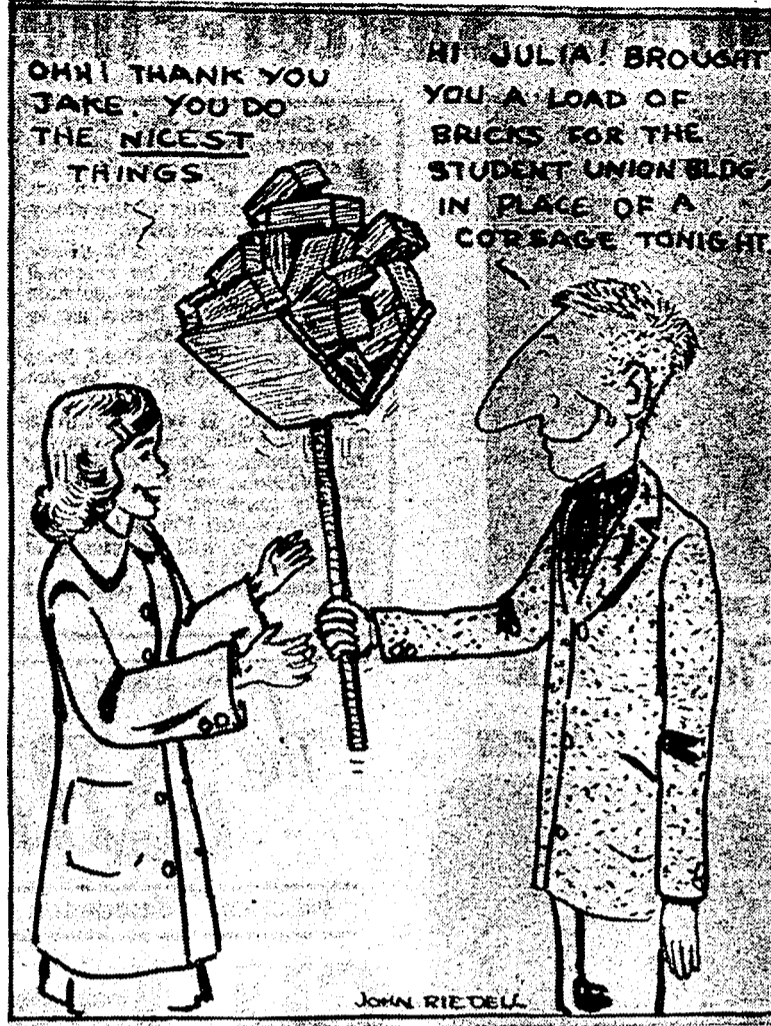 OHH! THANK YOU
JAKE. YOU DO
THE NICEST
THINGS
HI JULIA! BROUGHT
YOU A LOAD OF
BRICKS FOR THE
STUDENT UNION BLDG
IN PLACE OF A
CORSAGE TONIGHT.
JOHN RIEDELL